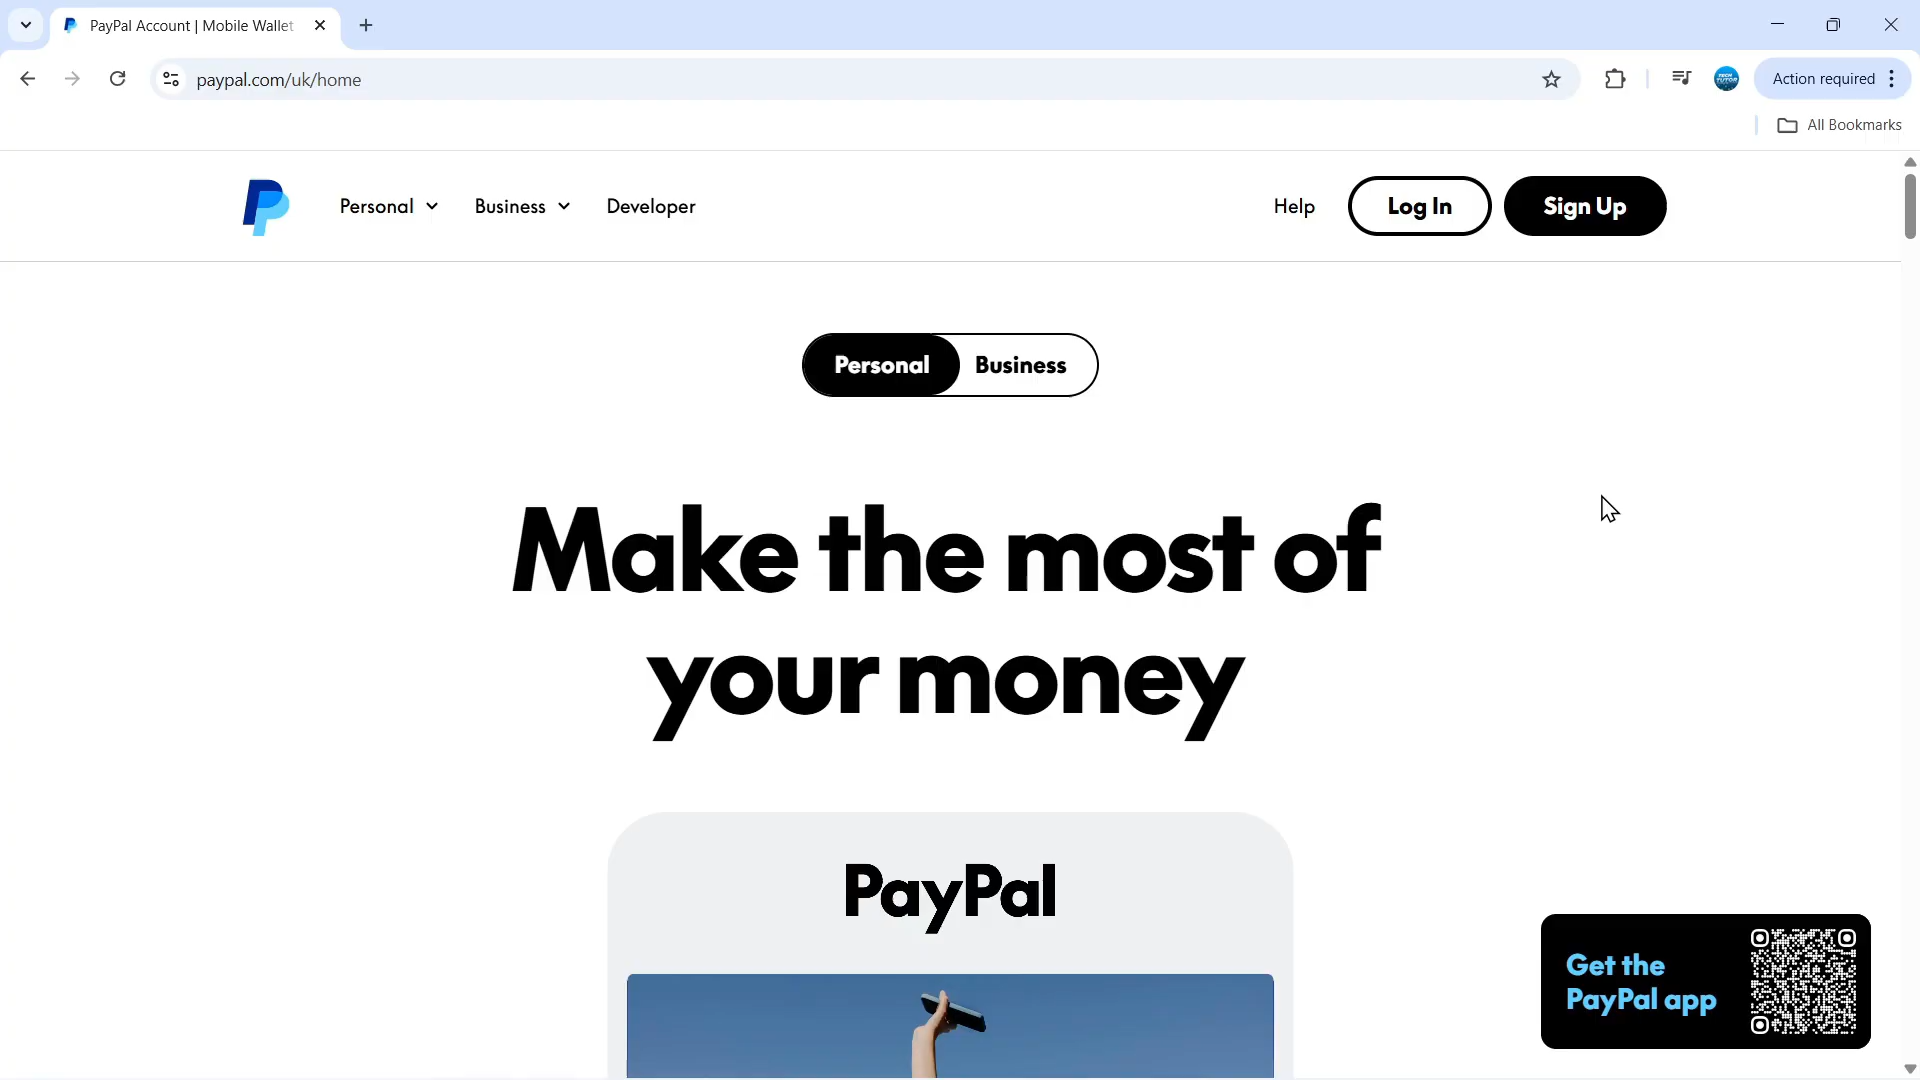 PayPal Account | Mobile Wallet
paypal.com/uk/home
Action required
All Bookmarks
Personal Business Developer Help Log In Sign Up
Personal Business
Make the most of
your money
PayPal
Get the
PayPal app